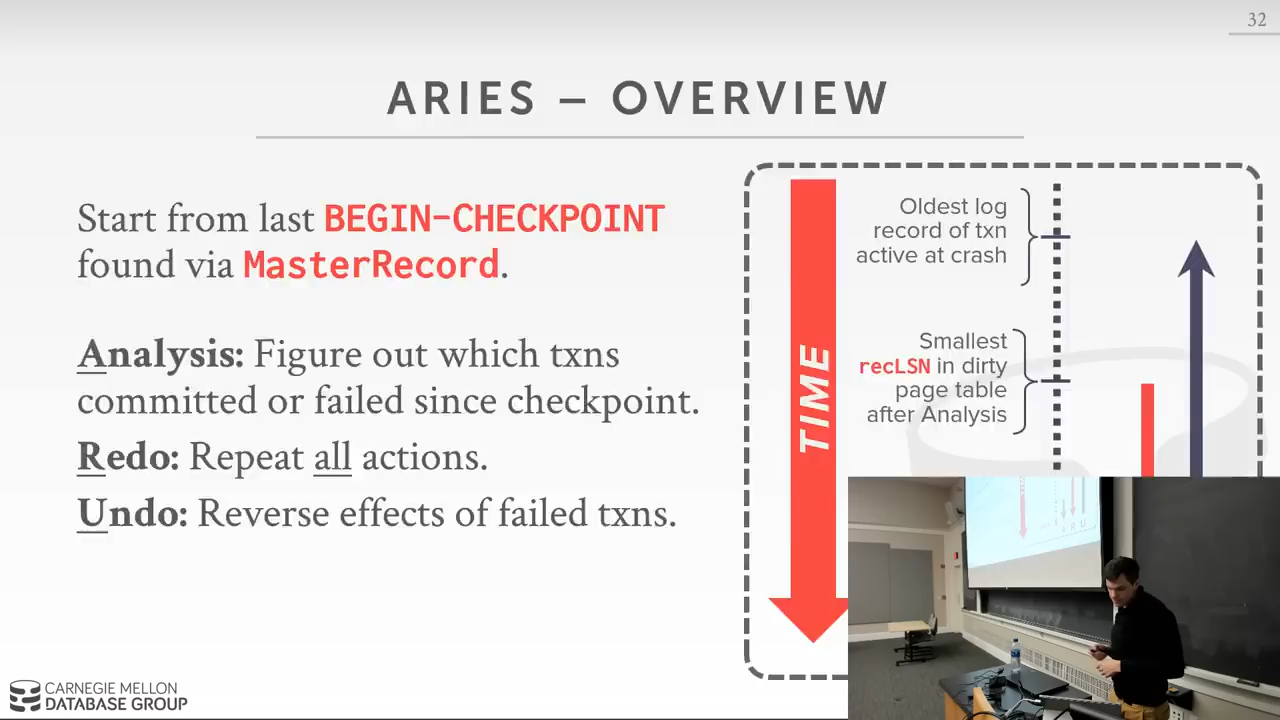 32
ARIES – OVERVIEW
Start from last BEGIN-CHECKPOINT
found via MasterRecord.
Analysis: Figure out which txns
committed or failed since checkpoint.
Redo: Repeat all actions.
Undo: Reverse effects of failed txns.
TIME
Oldest log
record of txn
active at crash
Smallest
recLSN in dirty
page table
after Analysis
A R U
CARNEGIE MELLON
DATABASE GROUP